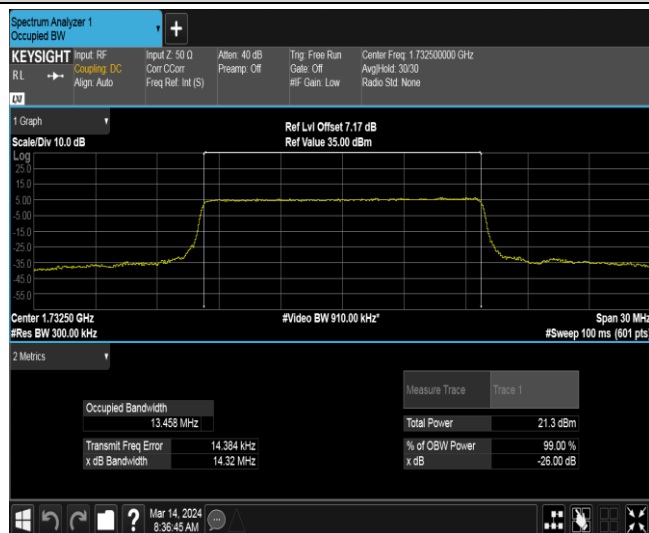 Spectrum Analyzer 1
Occupied BW
+
KEYSIGHT Input: RF Input Z: 50 Ω Atten: 40 dB Trig: Free Run Center Freq: 1.732500000 GHz
RL Coupling: DC Corr CCorr Preamp: Off Gate: Off Avg|Hold: 30/30
Align: Auto Freq Ref: Int (S) #IF Gain: Low Radio Std: None
LXI
1 Graph
Ref Lvl Offset 7.17 dB
Scale/Div 10.0 dB Ref Value 35.00 dBm
Log
25.0
15.0
5.00
-5.00
-15.0
-25.0
-35.0
-45.0
-55.0
Center 1.73250 GHz #Video BW 910.00 kHz* Span 30 MHz
#Res BW 300.00 kHz #Sweep 100 ms (601 pts)
2 Metrics
Measure Trace Trace 1
Occupied Bandwidth
13.458 MHz Total Power 21.3 dBm
Transmit Freq Error 14.384 kHz % of OBW Power 99.00 %
x dB Bandwidth 14.32 MHz x dB -26.00 dB
? Mar 14, 2024
8:36:45 AM